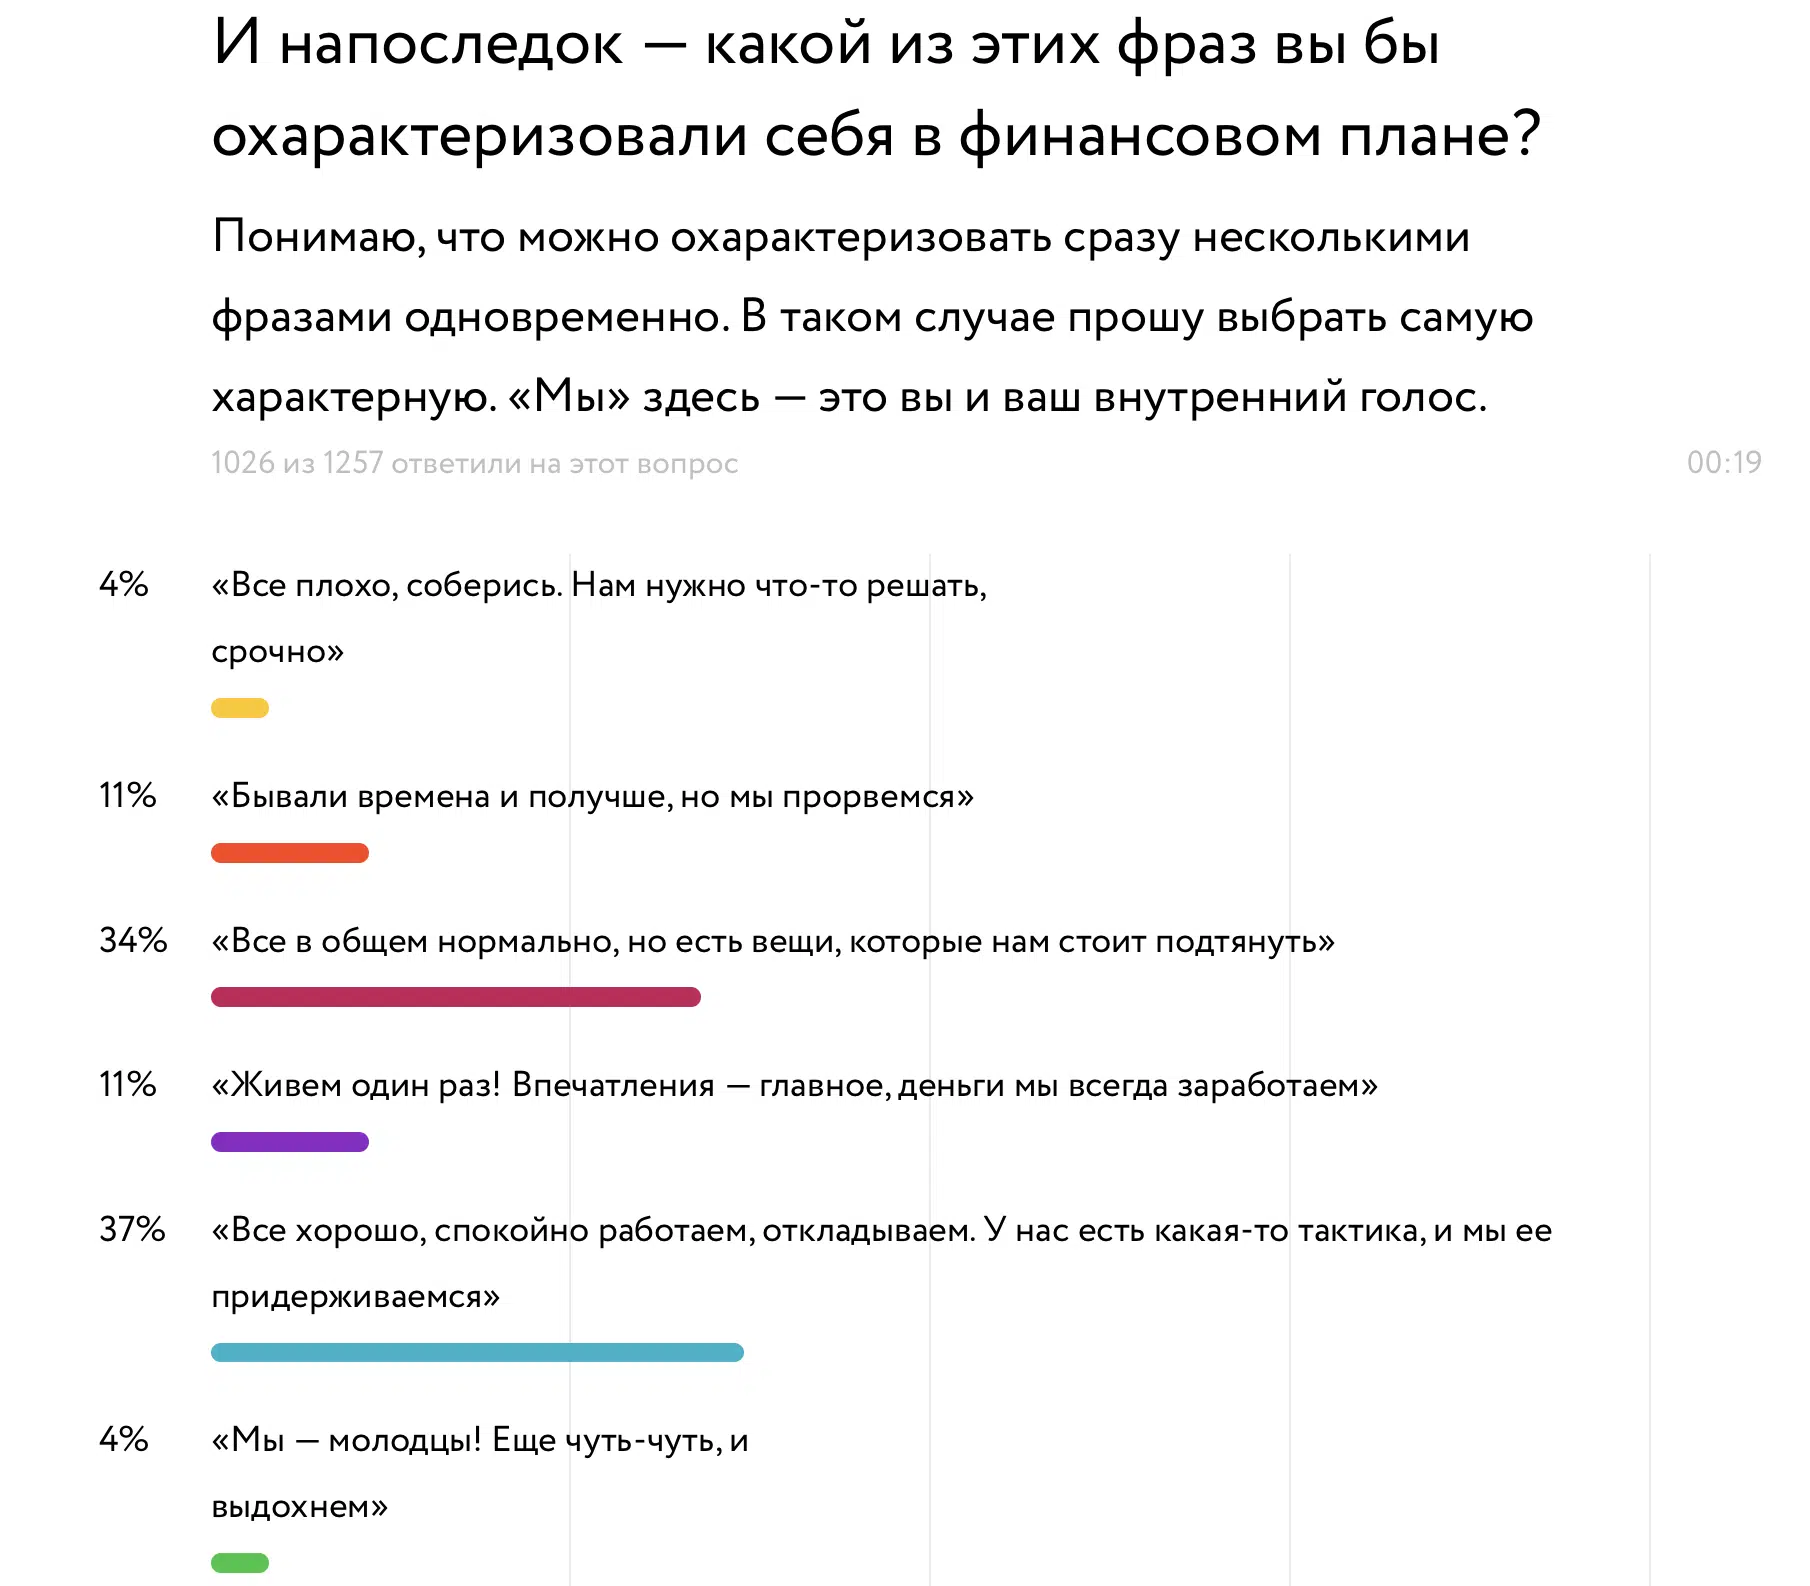 И напоследок — какой из этих фраз вы бы
охарактеризовали себя в финансовом плане?
Понимаю, что можно охарактеризовать сразу несколькими
фразами одновременно. В таком случае прошу выбрать самую
характерную. «Мы» здесь — это вы и ваш внутренний голос.
1026 из 1257 ответили на этот вопрос 00:19
4% «Все плохо, соберись. Нам нужно что-то решать,
срочно»
11% «Бывали времена и получше, но мы прорвемся»
34% «Все в общем нормально, но есть вещи, которые нам стоит подтянуть»
11% «Живем один раз! Впечатления — главное, деньги мы всегда заработаем»
37% «Все хорошо, спокойно работаем, откладываем. У нас есть какая-то тактика, и мы ее
придерживаемся»
4% «Мы — молодцы! Еще чуть-чуть, и
выдохнем»